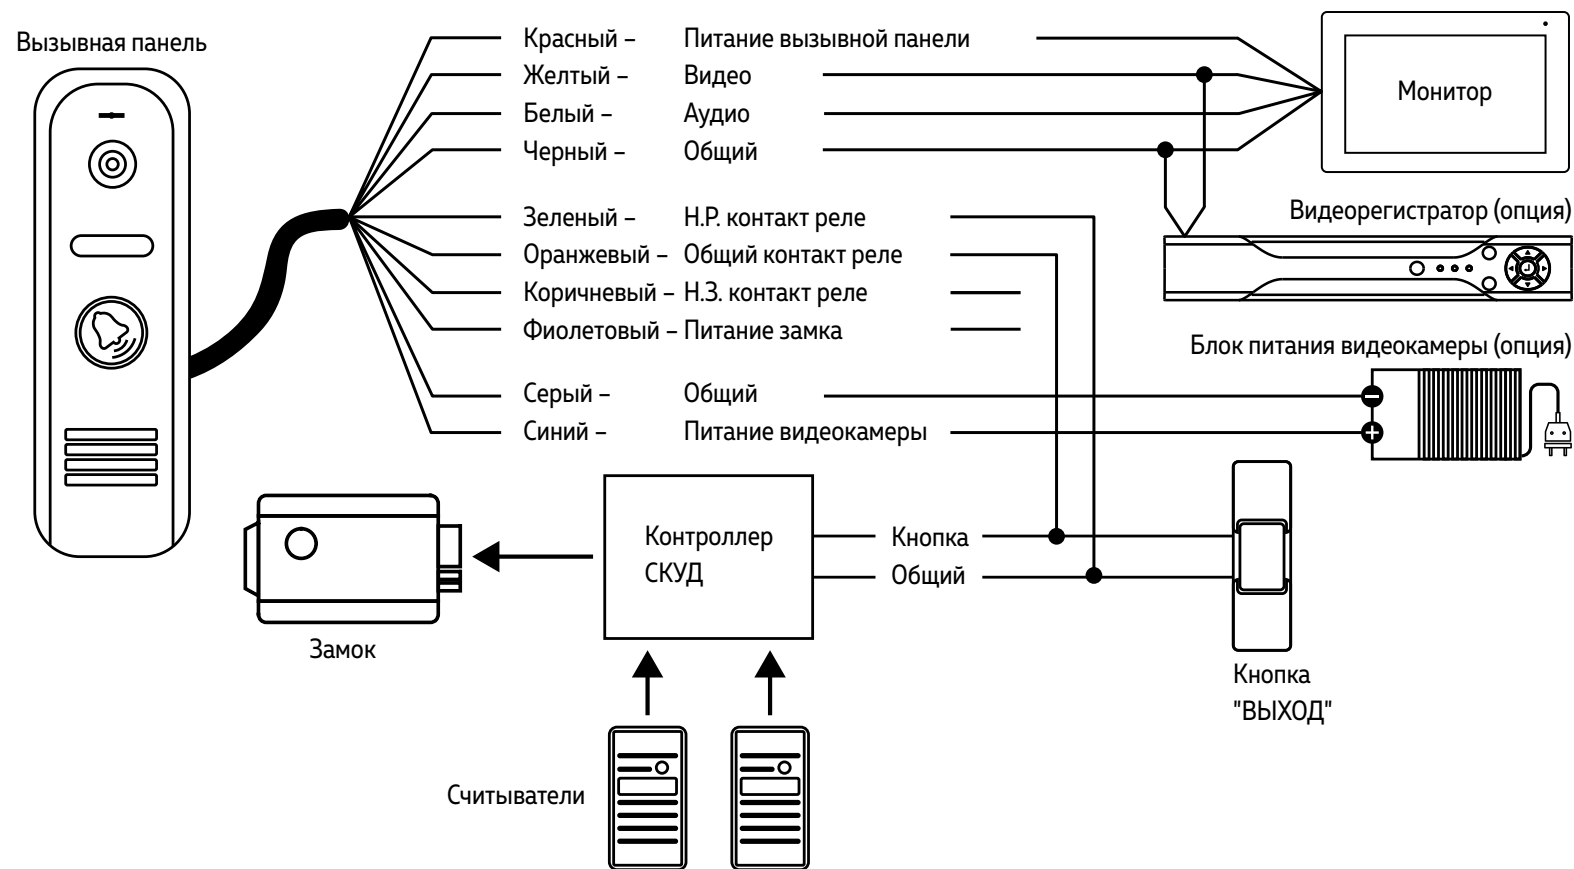 Вызывная панель
Красный – Питание вызывной панели
Желтый – Видео
Белый – Аудио
Черный – Общий
Монитор
Зеленый – Н.Р. контакт реле
Оранжевый – Общий контакт реле
Коричневый – Н.З. контакт реле
Фиолетовый – Питание замка
Видеорегистратор (опция)
Блок питания видеокамеры (опция)
Серый – Общий
Синий – Питание видеокамеры
Контроллер
СКУД
Кнопка
Общий
Замок
Кнопка
"ВЫХОД"
Считыватели